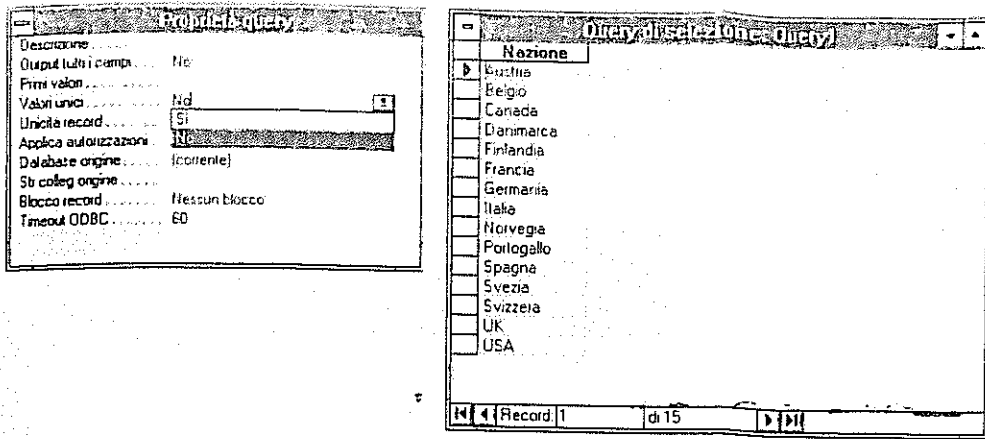 Proprietà query
Descrizione .....
Output tutti i campi .... No
Primi valori .....
Valori unici ..... No
Sì
Unicità record .....
No
Applica autorizzazioni .
Database origine ..... (corrente)
Str colleg origine .....
Blocco record ..... Nessun blocco
Timeout ODBC ..... 60
Query di selezione: Query1
Nazione
Austria
Belgio
Canada
Danimarca
Finlandia
Francia
Germania
Italia
Norvegia
Portogallo
Spagna
Svezia
Svizzera
UK
USA
Record: 1 di 15